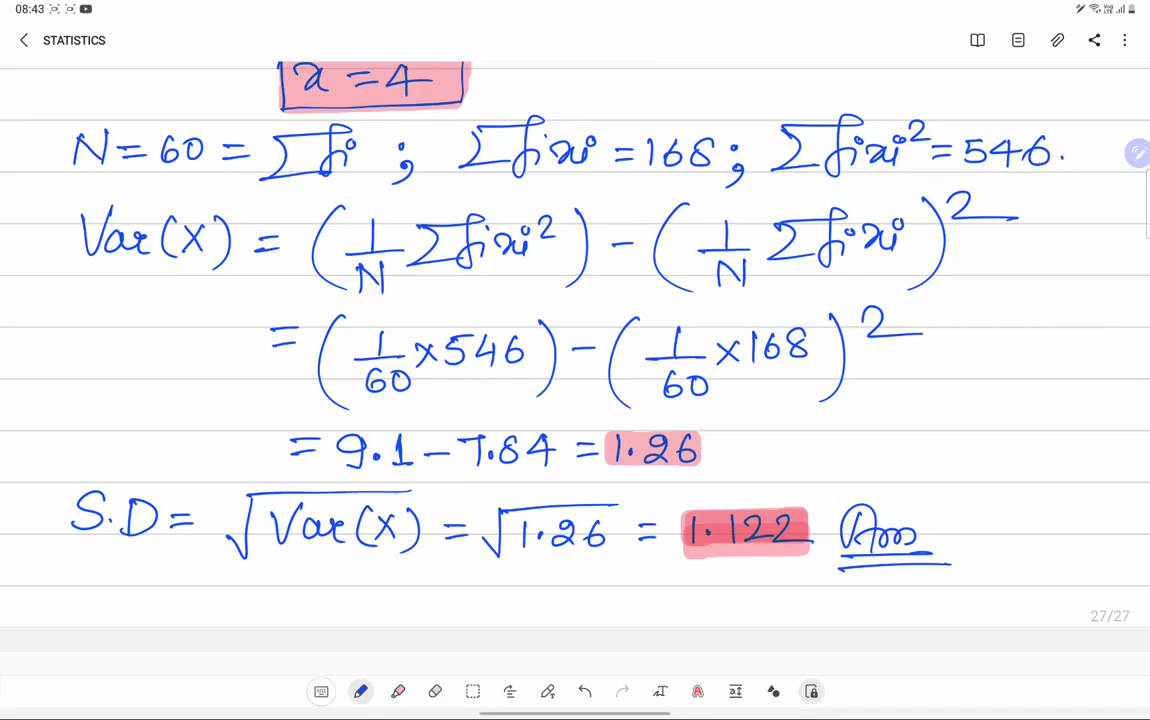 08:43
STATISTICS
x = 4
N = 60 = Σfi ; Σfixi = 168 ; Σfixi² = 546.
Var(X) = (1/N Σfixi²) - (1/N Σfixi)²
= (1/60 × 546) - (1/60 × 168)²
= 9.1 - 7.84 = 1.26
S.D = √Var(X) = √1.26 = 1.122 Ans
27/27